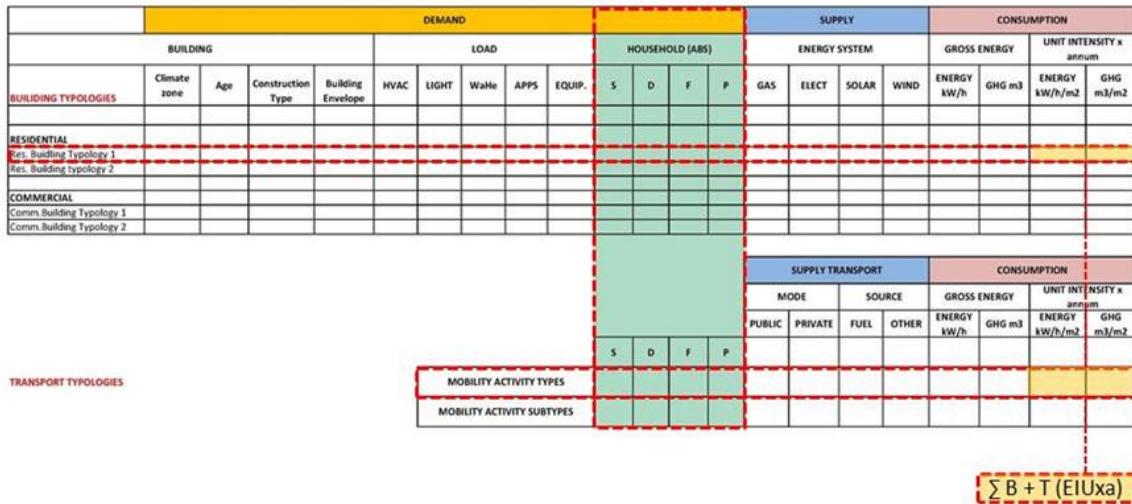 DEMAND SUPPLY CONSUMPTION
BUILDING LOAD HOUSEHOLD (ABS) ENERGY SYSTEM GROSS ENERGY UNIT INTENSITY x annum
BUILIDING TYPOLOGIES Climate zone Age Construction Type Building Envelope HVAC LIGHT WaHe APPS EQUIP. S D F P GAS ELECT SOLAR WIND ENERGY kW/h GHG m3 ENERGY kW/h/m2 GHG m3/m2
RESIDENTIAL
Res. Buidling Typology 1
Res. Building typology 2
COMMERCIAL
Comm.Building Typology 1
Comm.Building Typology 2
SUPPLY TRANSPORT CONSUMPTION
MODE SOURCE GROSS ENERGY UNIT INTENSITY x annum
PUBLIC PRIVATE FUEL OTHER ENERGY kW/h GHG m3 ENERGY kW/h/m2 GHG m3/m2
S D F P
TRANSPORT TYPOLOGIES MOBILITY ACTIVITY TYPES
MOBILITY ACTIVITY SUBTYPES
∑ B + T (EIUxa)